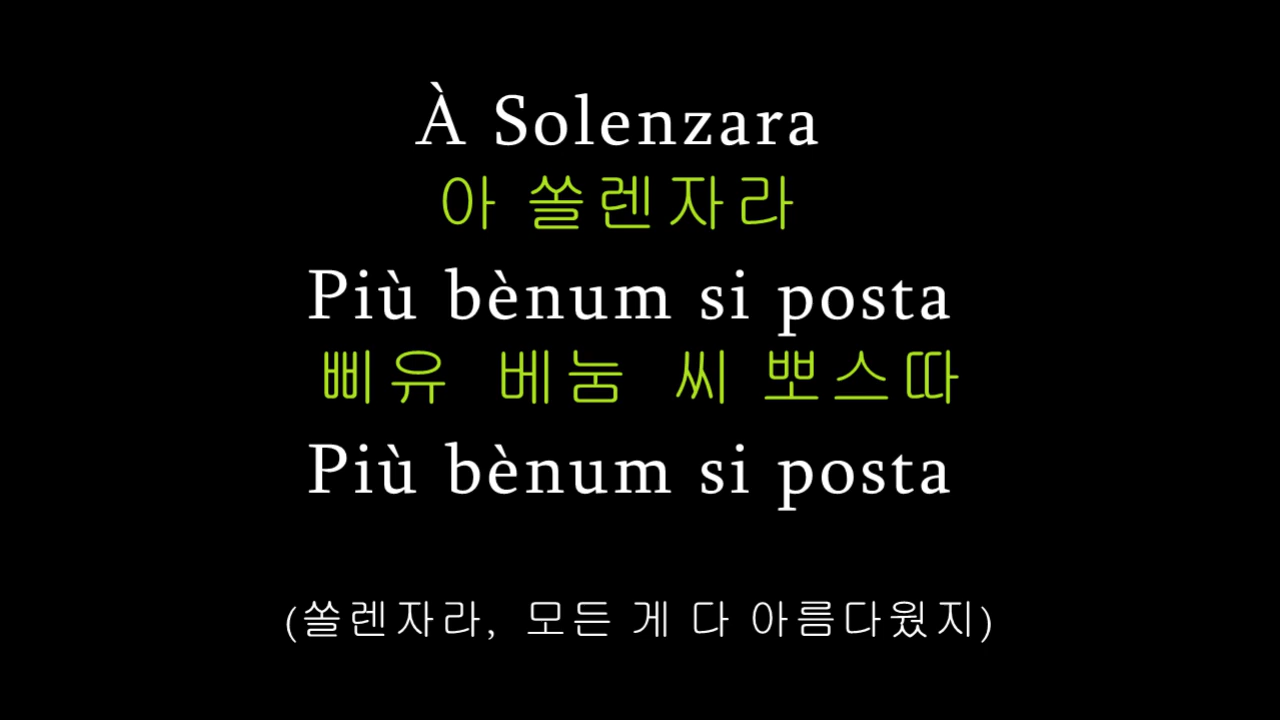 À Solenzara
아 쏠렌자라
Più bènum si posta
삐유 베눔 씨 뽀스따
Più bènum si posta
(쏠렌자라, 모든 게 다 아름다웠지)